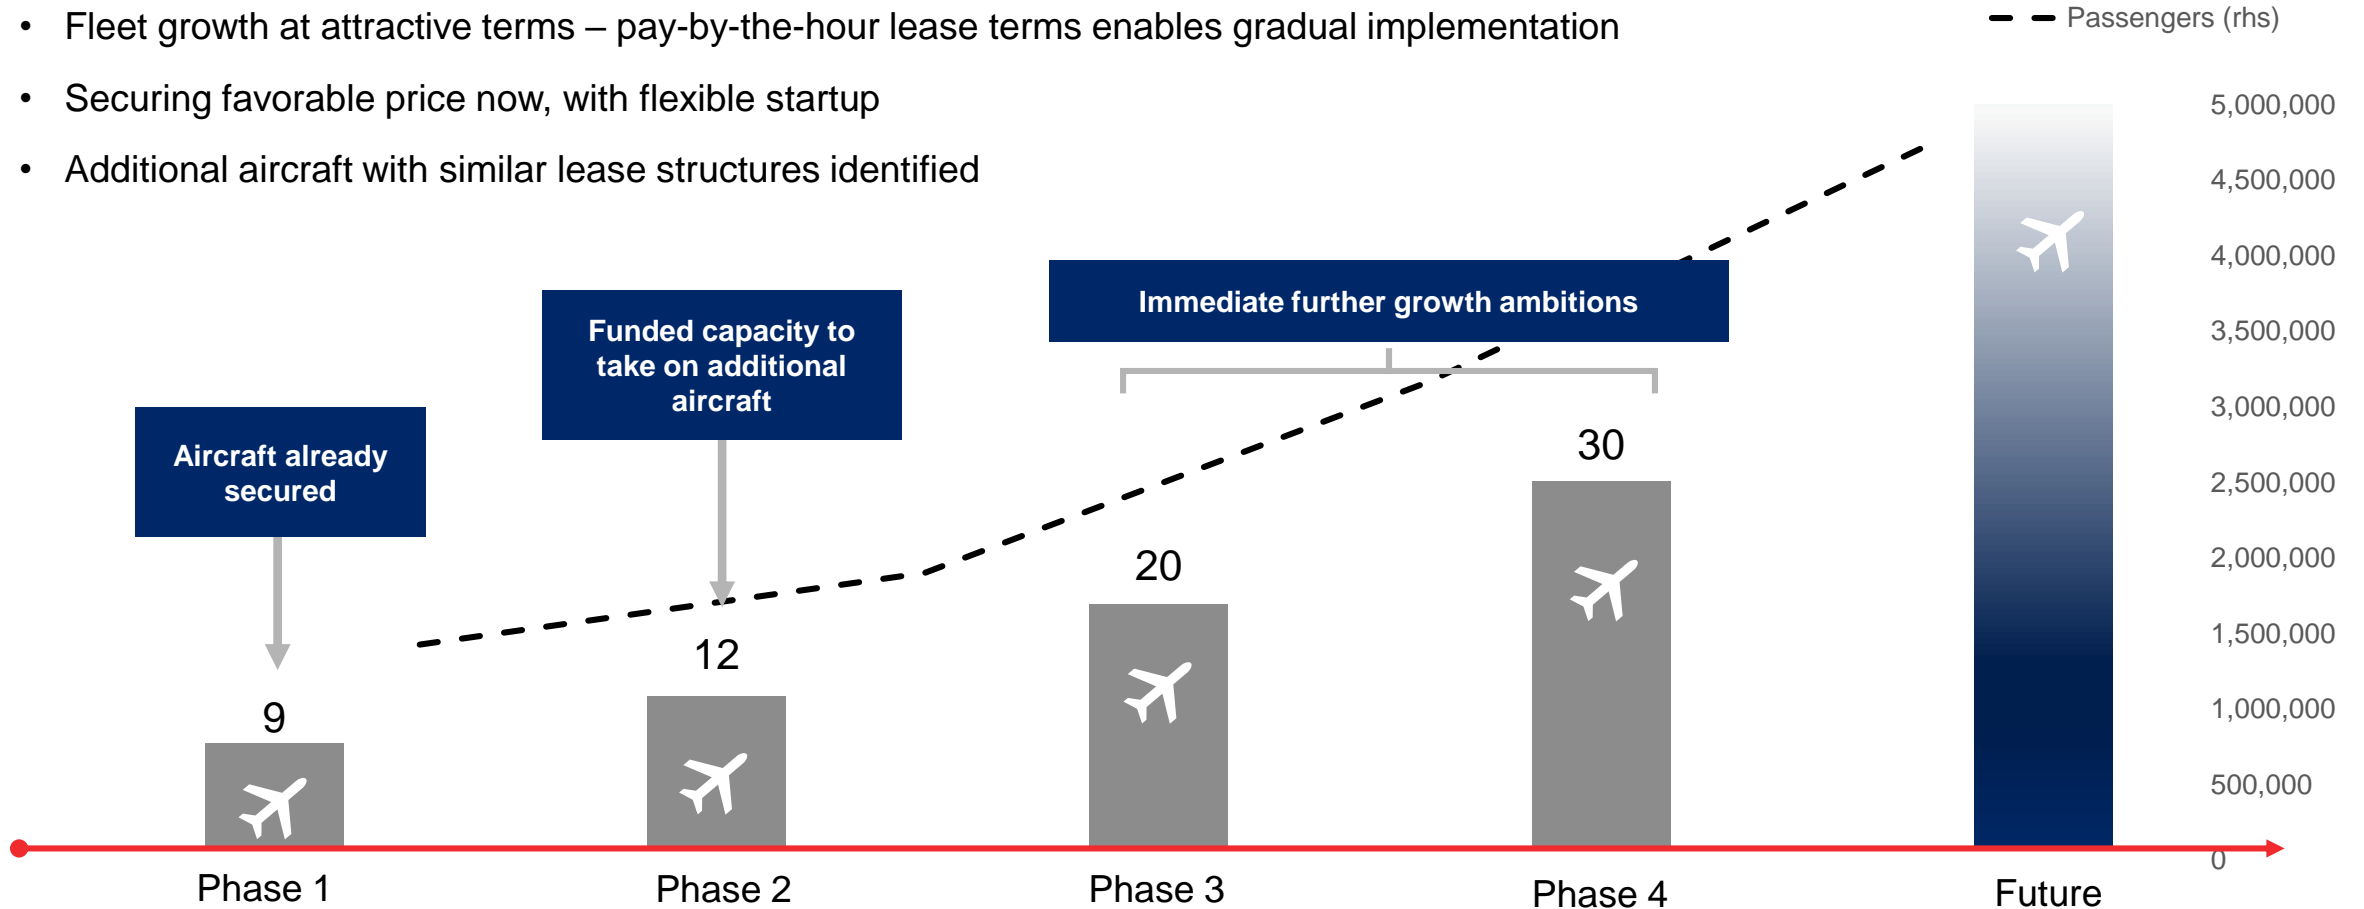 • Fleet growth at attractive terms – pay-by-the-hour lease terms enables gradual implementation
• Securing favorable price now, with flexible startup
• Additional aircraft with similar lease structures identified
Passengers (rhs)
5,000,000
4,500,000
4,000,000
3,500,000
3,000,000
2,500,000
2,000,000
1,500,000
1,000,000
500,000
0
Aircraft already
secured
Funded capacity to
take on additional
aircraft
Immediate further growth ambitions
9
12
20
30
Phase 1
Phase 2
Phase 3
Phase 4
Future